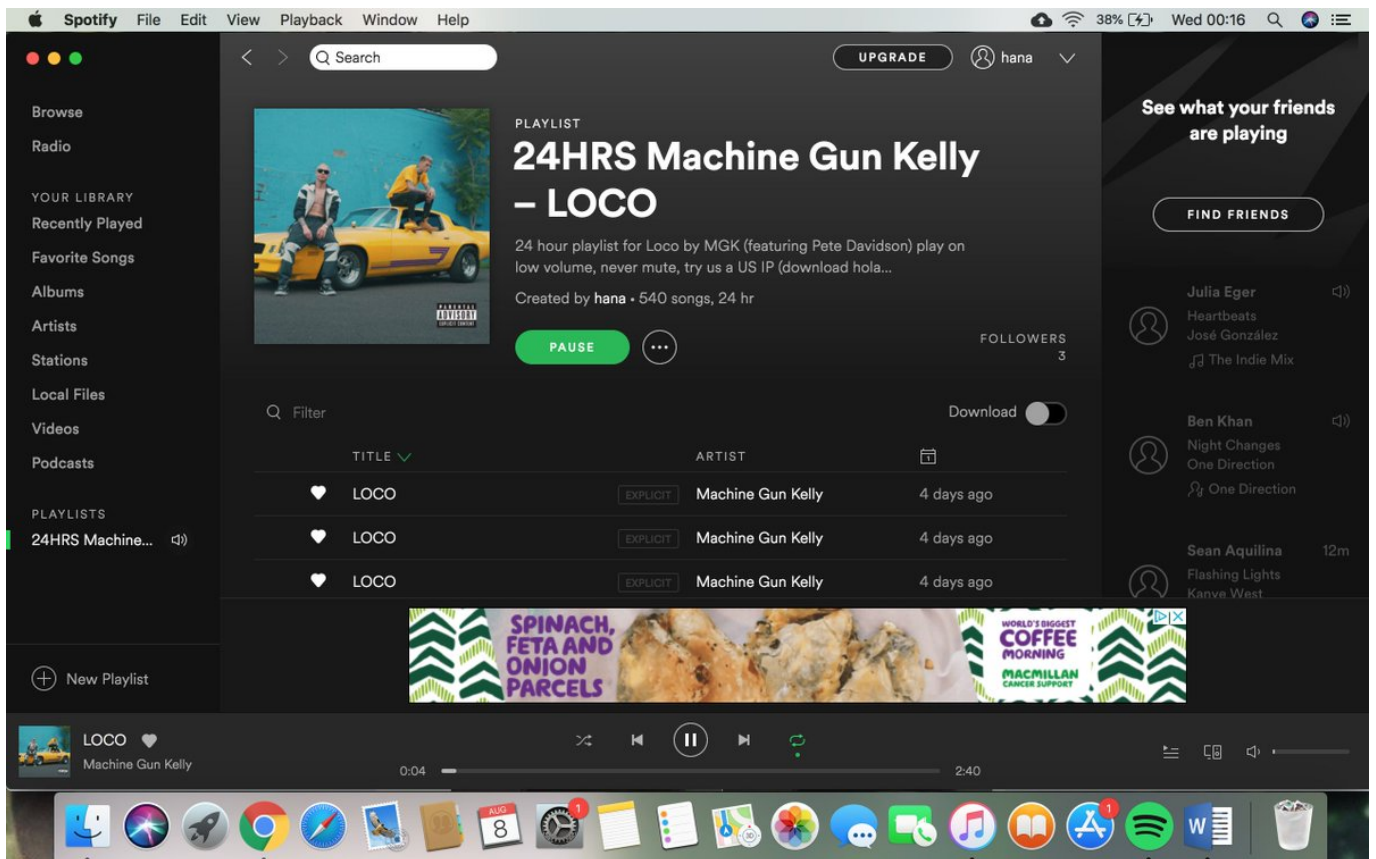 Spotify File Edit View Playback Window Help 38% Wed 00:16
Search UPGRADE hana
Browse
Radio
YOUR LIBRARY
Recently Played
Favorite Songs
Albums
Artists
Stations
Local Files
Videos
Podcasts
PLAYLISTS
24HRS Machine...
New Playlist
PLAYLIST
24HRS Machine Gun Kelly
– LOCO
24 hour playlist for Loco by MGK (featuring Pete Davidson) play on
low volume, never mute, try us a US IP (download hola...
Created by hana • 540 songs, 24 hr
PAUSE
FOLLOWERS
3
PARENTAL
ADVISORY
EXPLICIT CONTENT
Filter Download
TITLE ARTIST
LOCO EXPLICIT Machine Gun Kelly 4 days ago
LOCO EXPLICIT Machine Gun Kelly 4 days ago
LOCO EXPLICIT Machine Gun Kelly 4 days ago
See what your friends
are playing
FIND FRIENDS
Julia Eger
Heartbeats
José González
The Indie Mix
Ben Khan
Night Changes
One Direction
One Direction
Sean Aquilina 12m
Flashing Lights
Kanye West
SPINACH,
FETA AND
ONION
PARCELS
WORLD'S BIGGEST
COFFEE
MORNING
MACMILLAN
CANCER SUPPORT
LOCO
Machine Gun Kelly
0:04 2:40
AUG
8
1
3D
1
W